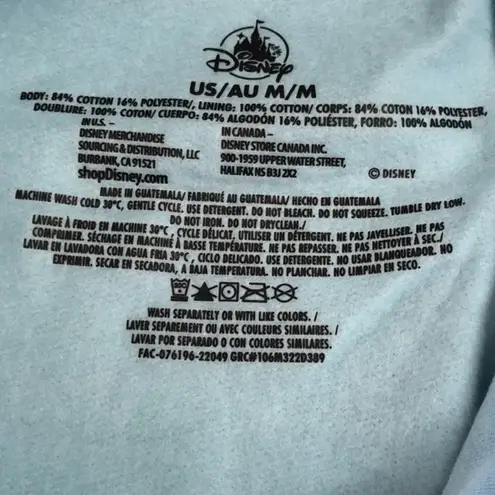 Disney
US/AU M/M
BODY: 84% COTTON 16% POLYESTER/, LINING: 100% COTTON/ CORPS: 84% COTON 16% POLYESTER,
DOUBLURE: 100% COTON/ CUERPO: 84% ALGODÓN 16% POLIÉSTER, FORRO: 100% ALGODÓN
IN U.S. –
DISNEY MERCHANDISE
SOURCING & DISTRIBUTION, LLC
BURBANK, CA 91521
shopDisney.com
IN CANADA –
DISNEY STORE CANADA INC.
900-1959 UPPER WATER STREET,
HALIFAX NS B3J 2X2
© DISNEY
MADE IN GUATEMALA/ FABRIQUÉ AU GUATEMALA/ HECHO EN GUATEMALA
MACHINE WASH COLD 30°C, GENTLE CYCLE. USE DETERGENT. DO NOT BLEACH. DO NOT SQUEEZE. TUMBLE DRY LOW.
DO NOT IRON. DO NOT DRYCLEAN./
LAVAGE À FROID EN MACHINE 30°C, CYCLE DÉLICAT, UTILISER UN DÉTERGENT. NE PAS JAVELLISER. NE PAS
COMPRIMER. SÉCHAGE EN MACHINE À BASSE TEMPÉRATURE. NE PAS REPASSER. NE PAS NETTOYER À SEC./
LAVAR EN LAVADORA CON AGUA FRIA 30°C, CICLO DELICADO. USE DETERGENTE. NO USAR BLANQUEADOR. NO
EXPRIMIR. SECAR EN SECADORA, A BAJA TEMPERATURA. NO PLANCHAR. NO LIMPIAR EN SECO.
WASH SEPARATELY OR WITH LIKE COLORS. /
LAVER SEPAREMENT OU AVEC COULEURS SIMILAIRES. /
LAVAR POR SEPARADO O CON COLORES SIMILARES.
FAC-076196-22049 GRC#106M322D389